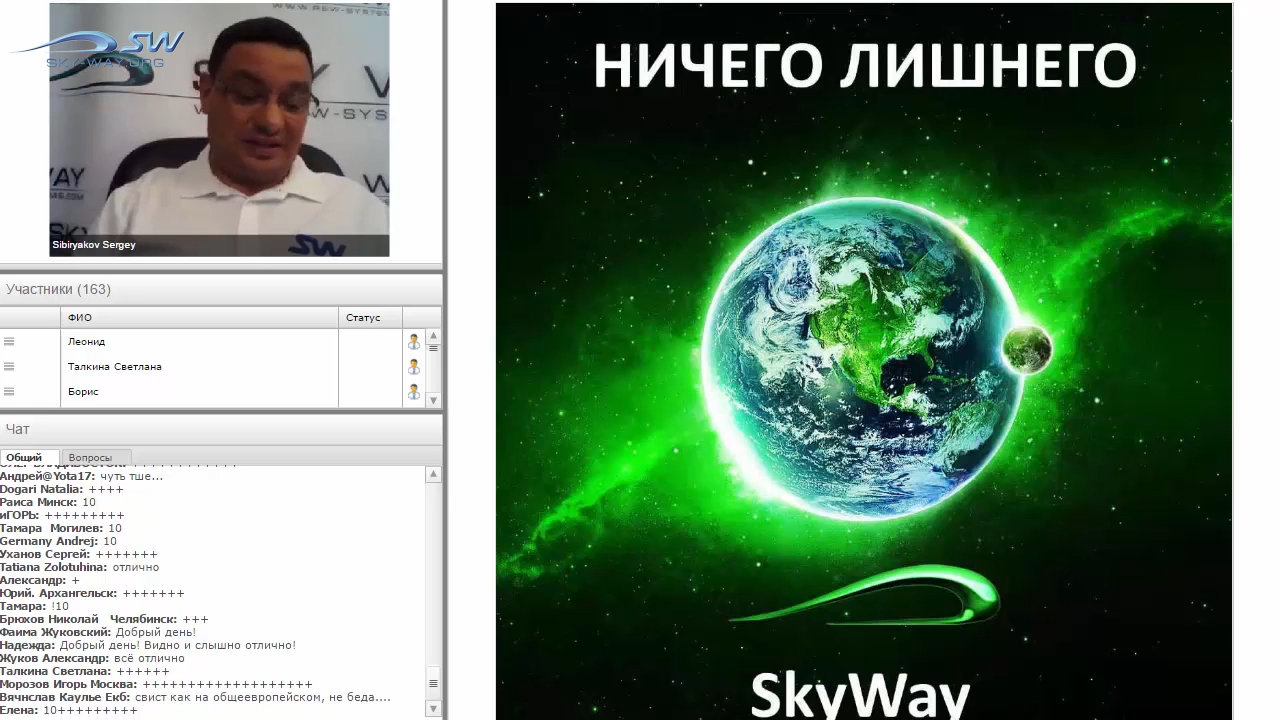 SW
SKY-WAY.ORG
Sibiryakov Sergey
НИЧЕГО ЛИШНЕГО
SkyWay
Участники (163)
ФИО
Статус
Леонид
Талкина Светлана
Борис
Чат
Общий
Вопросы
Андрей@Yota17: чуть тше...
Dogari Natalia: ++++
Раиса Минск: 10
иГОРЬ: +++++++++
Тамара Могилев: 10
Germany Andrej: 10
Уханов Сергей: +++++++
Tatiana Zolotuhina: отлично
Александр: +
Юрий. Архангельск: +++++++
Тамара: !10
Брюхов Николай Челябинск: +++
Фаима Жуковский: Добрый день!
Надежда: Добрый день! Видно и слышно отлично!
Жуков Александр: всё отлично
Талкина Светлана: ++++++
Морозов Игорь Москва: +++++++++++++++++++
Вячнслав Каулье Екб: свист как на общеевропейском, не беда....
Елена: 10+++++++++